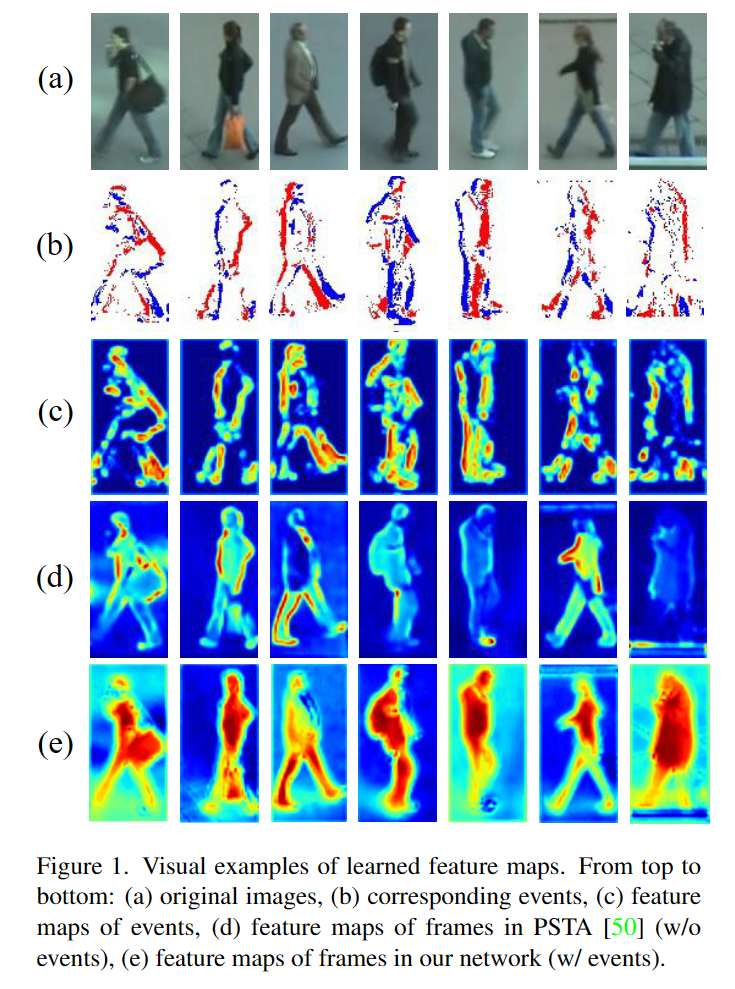 (a)
(b)
(c)
(d)
(e)
Figure 1. Visual examples of learned feature maps. From top to
bottom: (a) original images, (b) corresponding events, (c) feature
maps of events, (d) feature maps of frames in PSTA [50] (w/o
events), (e) feature maps of frames in our network (w/ events).